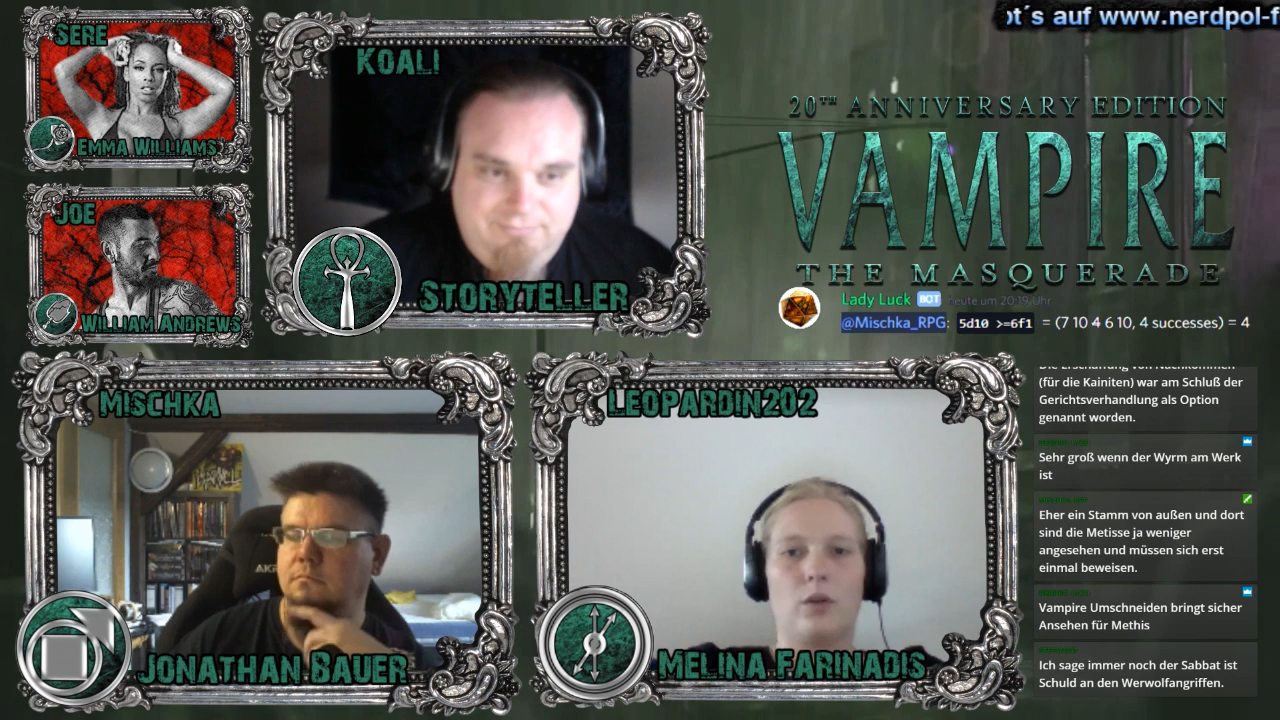 SERE
EMMA WILLIAMS
JOE
WILLIAM ANDREWS
KOALI
STORYTELLER
ot´s auf www.nerdpol-f
20TH ANNIVERSARY EDITION
VAMPIRE
THE MASQUERADE
Lady Luck BOT heute um 20:19 Uhr
@Mischka_RPG: 5d10 >=6f1 = (7 10 4 6 10, 4 successes) = 4
MISCHKA
JONATHAN BAUER
LEOPARDIN202
MELINA FARINADIS
Die Erschaffung von Nachkommen
(für die Kainiten) war am Schluß der
Gerichtsverhandlung als Option
genannt worden.
Sehr groß wenn der Wyrm am Werk
ist
Eher ein Stamm von außen und dort
sind die Metisse ja weniger
angesehen und müssen sich erst
einmal beweisen.
Vampire Umschneiden bringt sicher
Ansehen für Methis
Ich sage immer noch der Sabbat ist
Schuld an den Werwolfangriffen.